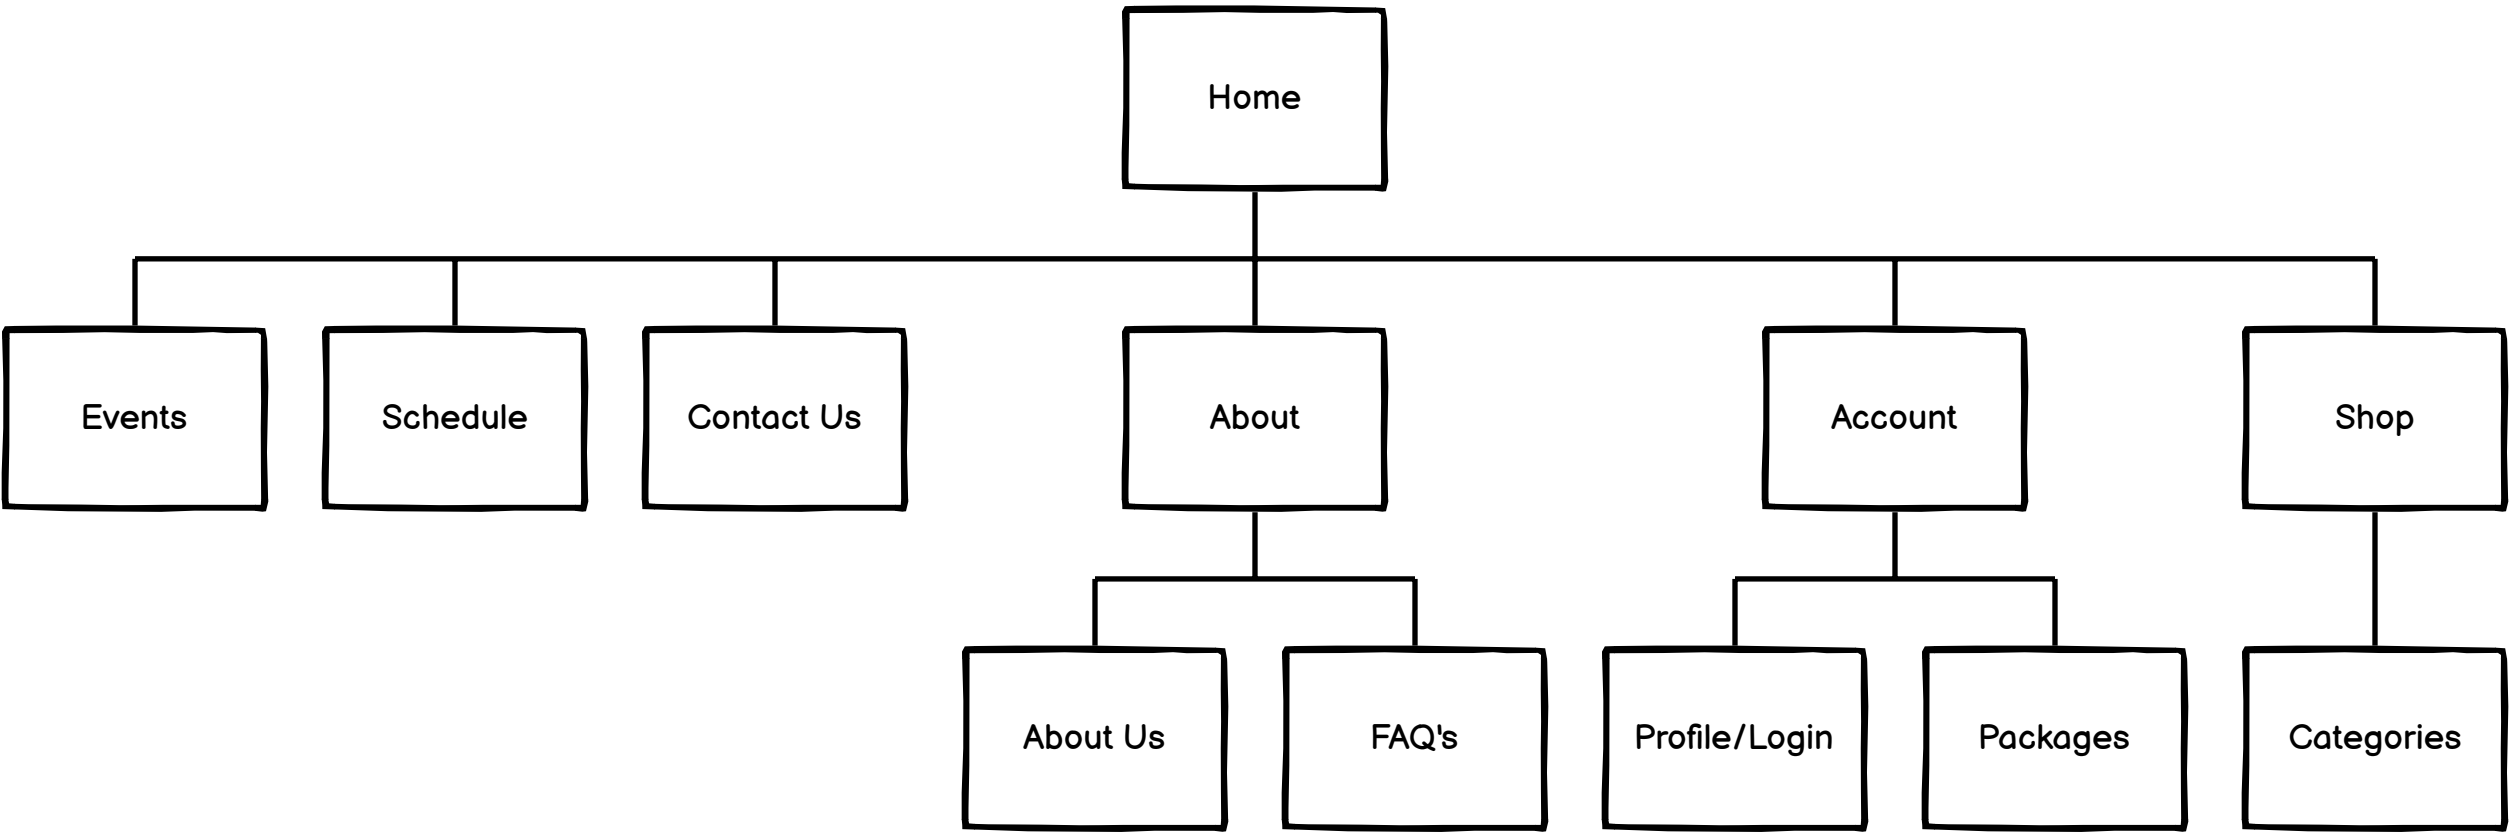 Home
Events
Schedule
Contact Us
About
Account
Shop
About Us
FAQ's
Profile/Login
Packages
Categories